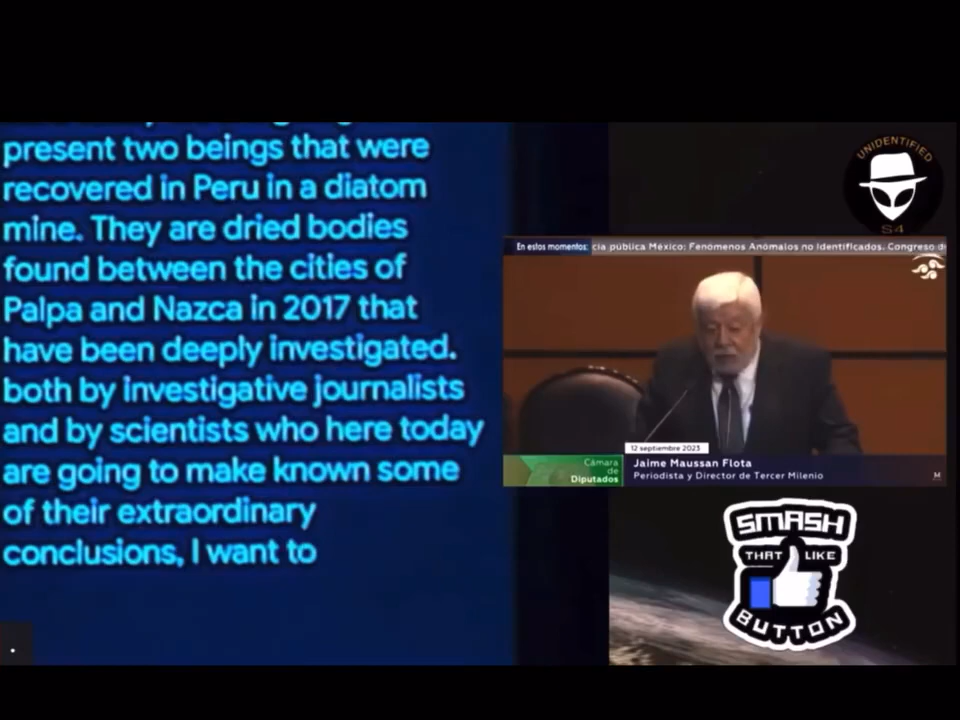 present two beings that were
recovered in Peru in a diatom
mine. They are dried bodies
found between the cities of
Palpa and Nazca in 2017 that
have been deeply investigated.
both by investigative journalists
and by scientists who here today
are going to make known some
of their extraordinary
conclusions, I want to
UNIDENTIFIED
S4
En estos momentos: cia pública México: Fenómenos Anómalos no Identificados. Congreso d
12 septiembre 2023
Cámara
de
Diputados
Jaime Maussan Flota
Periodista y Director de Tercer Milenio
M
SMASH
THAT LIKE
BUTTON